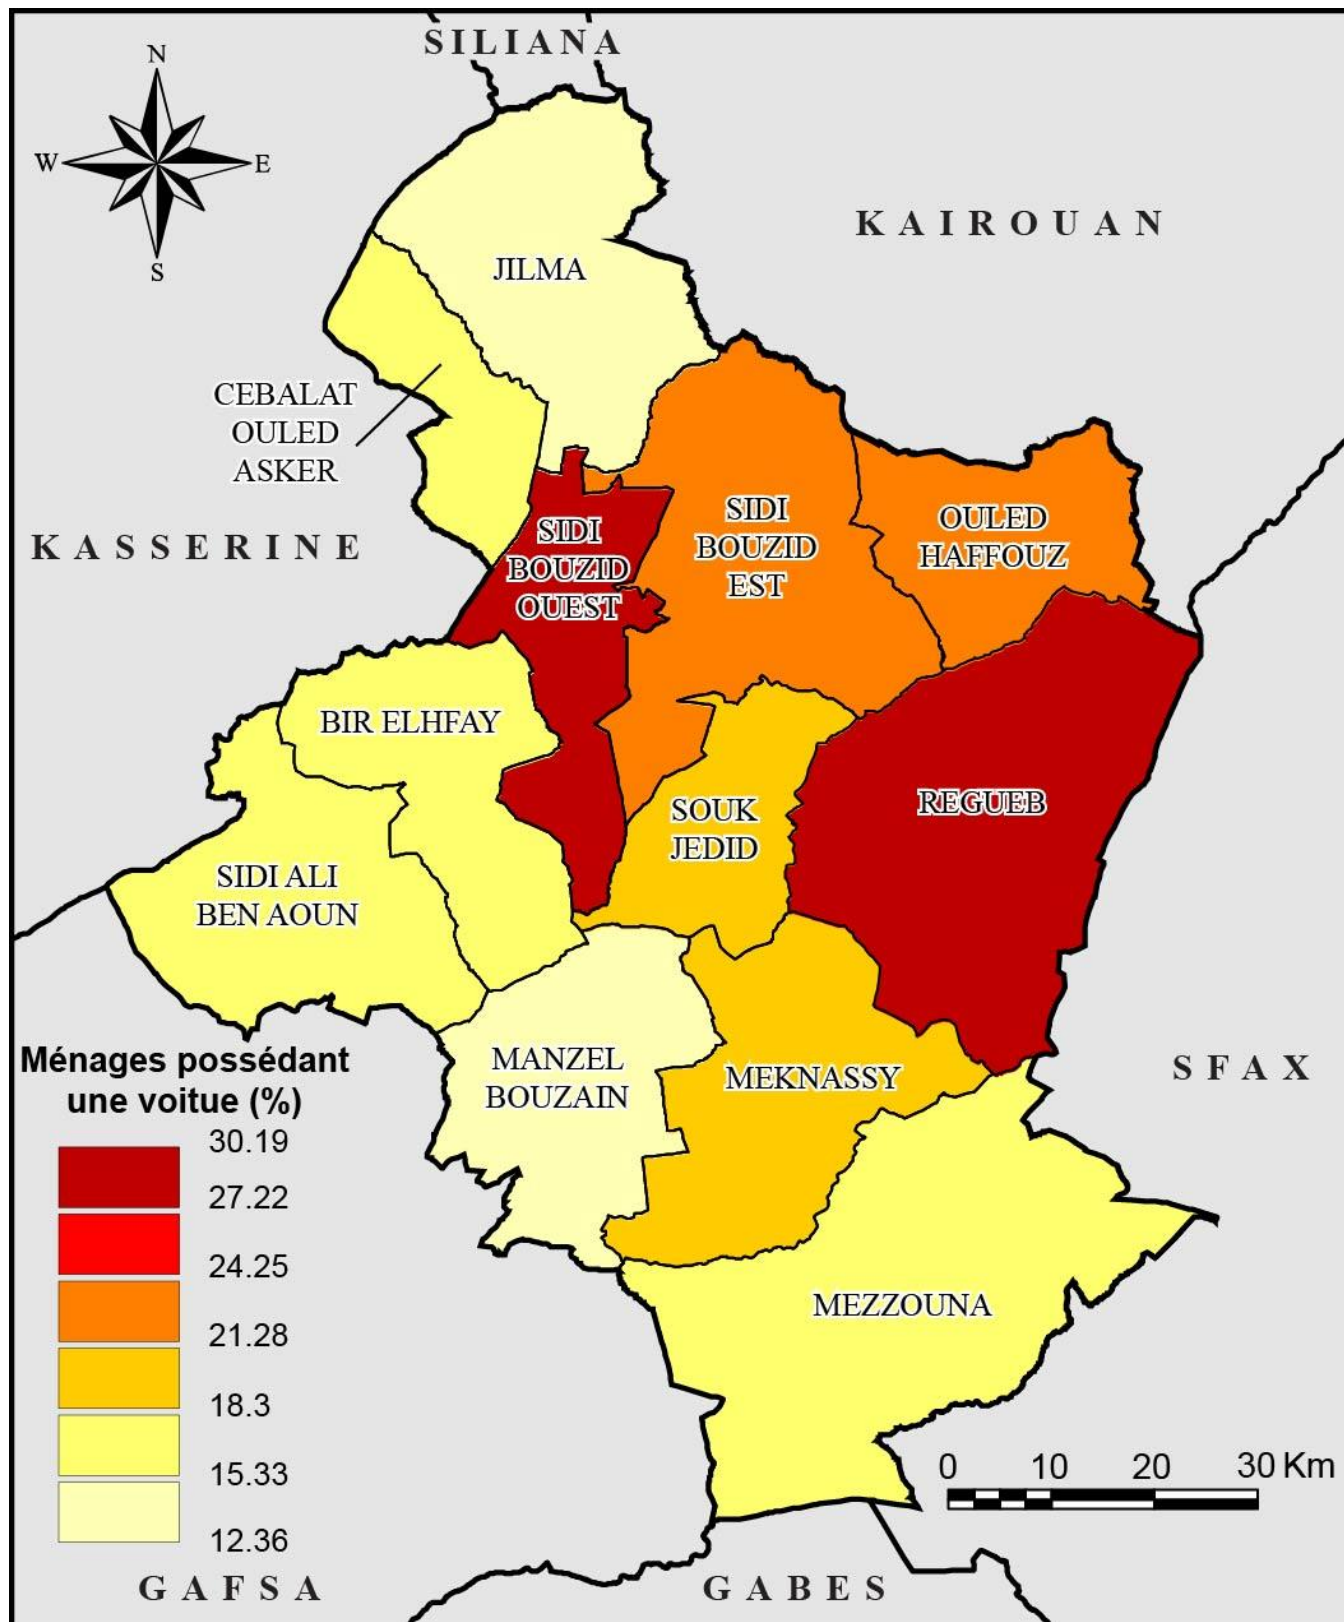 SILIANA
N
W
E
S
KAIROUAN
JILMA
CEBALAT
OULED
ASKER
KASSERINE
SIDI
BOUZID
OUEST
SIDI
BOUZID
EST
OULED
HAFFOUZ
BIR ELHFAY
REGUEB
SOUK
JEDID
SIDI ALI
BEN AOUN
MANZEL
BOUZAIN
MEKNASSY
SFAX
MEZZOUNA
Ménages possédant
une voitue (%)
30.19
27.22
24.25
21.28
18.3
15.33
12.36
0 10 20 30 Km
GAFSA
GABES